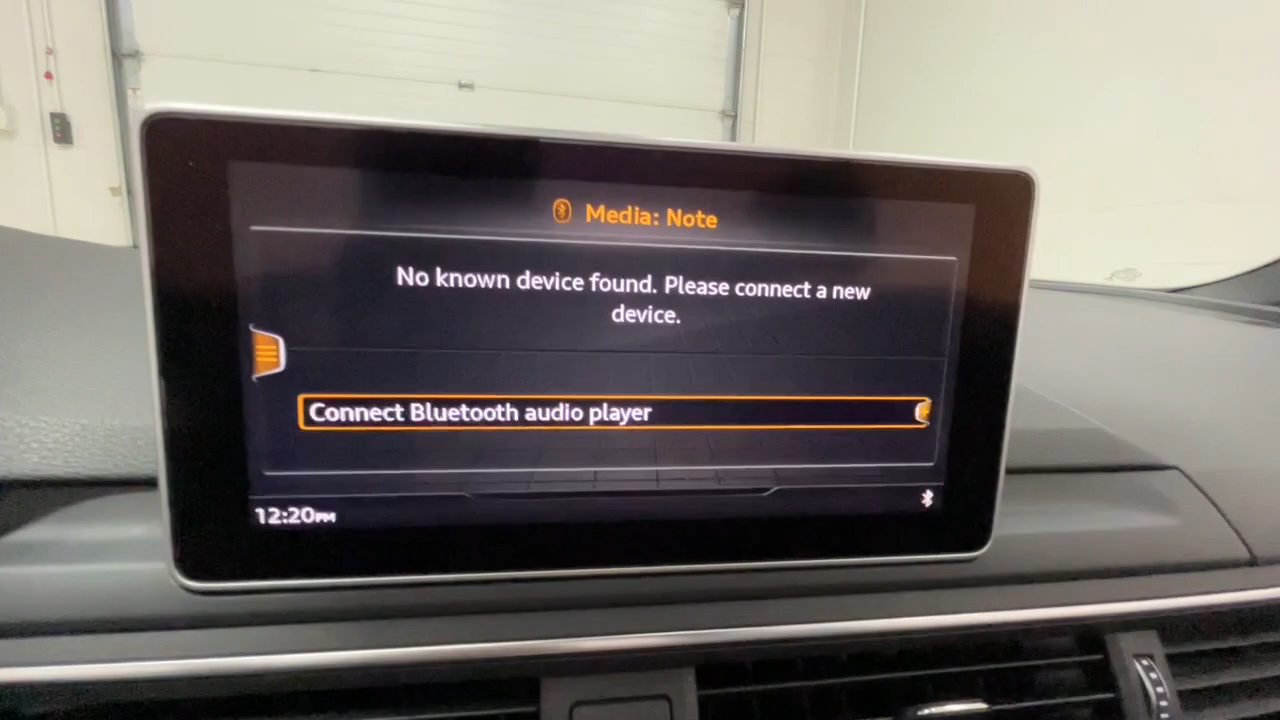 Media: Note
No known device found. Please connect a new
device.
Connect Bluetooth audio player
12:20PM